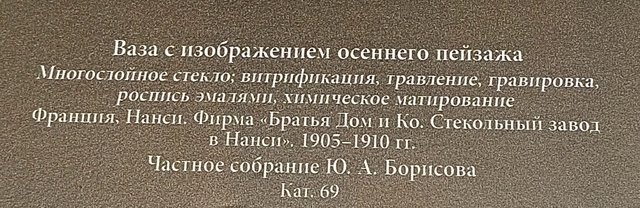 Ваза с изображением осеннего пейзажа
Многослойное стекло; витрификация, травление, гравировка,
роспись эмалями, химическое матирование
Франция, Нанси. Фирма «Братья Дом и Ко. Стекольный завод
в Нанси». 1905–1910 гг.
Частное собрание Ю. А. Борисова
Кат. 69